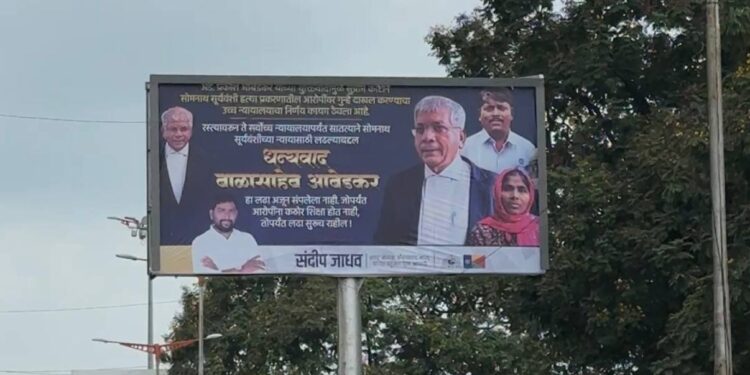 सोमनाथ सूर्यवंशी हत्या प्रकरणातील आरोपींवर गुन्हे दाखल करण्याचा
उच्च न्यायालयाचा निर्णय कायम ठेवला आहे.
रस्त्यावरून ते सर्वोच्च न्यायालयापर्यंत सातत्याने सोमनाथ
सूर्यवंशीच्या न्यायासाठी लढल्याबद्दल
धन्यवाद
बाळासाहेब आंबेडकर
हा लढा अजून संपलेला नाही. जोपर्यंत
आरोपींना कठोर शिक्षा होत नाही,
तोपर्यंत लढा सुरूच राहील !
संदीप जाधव